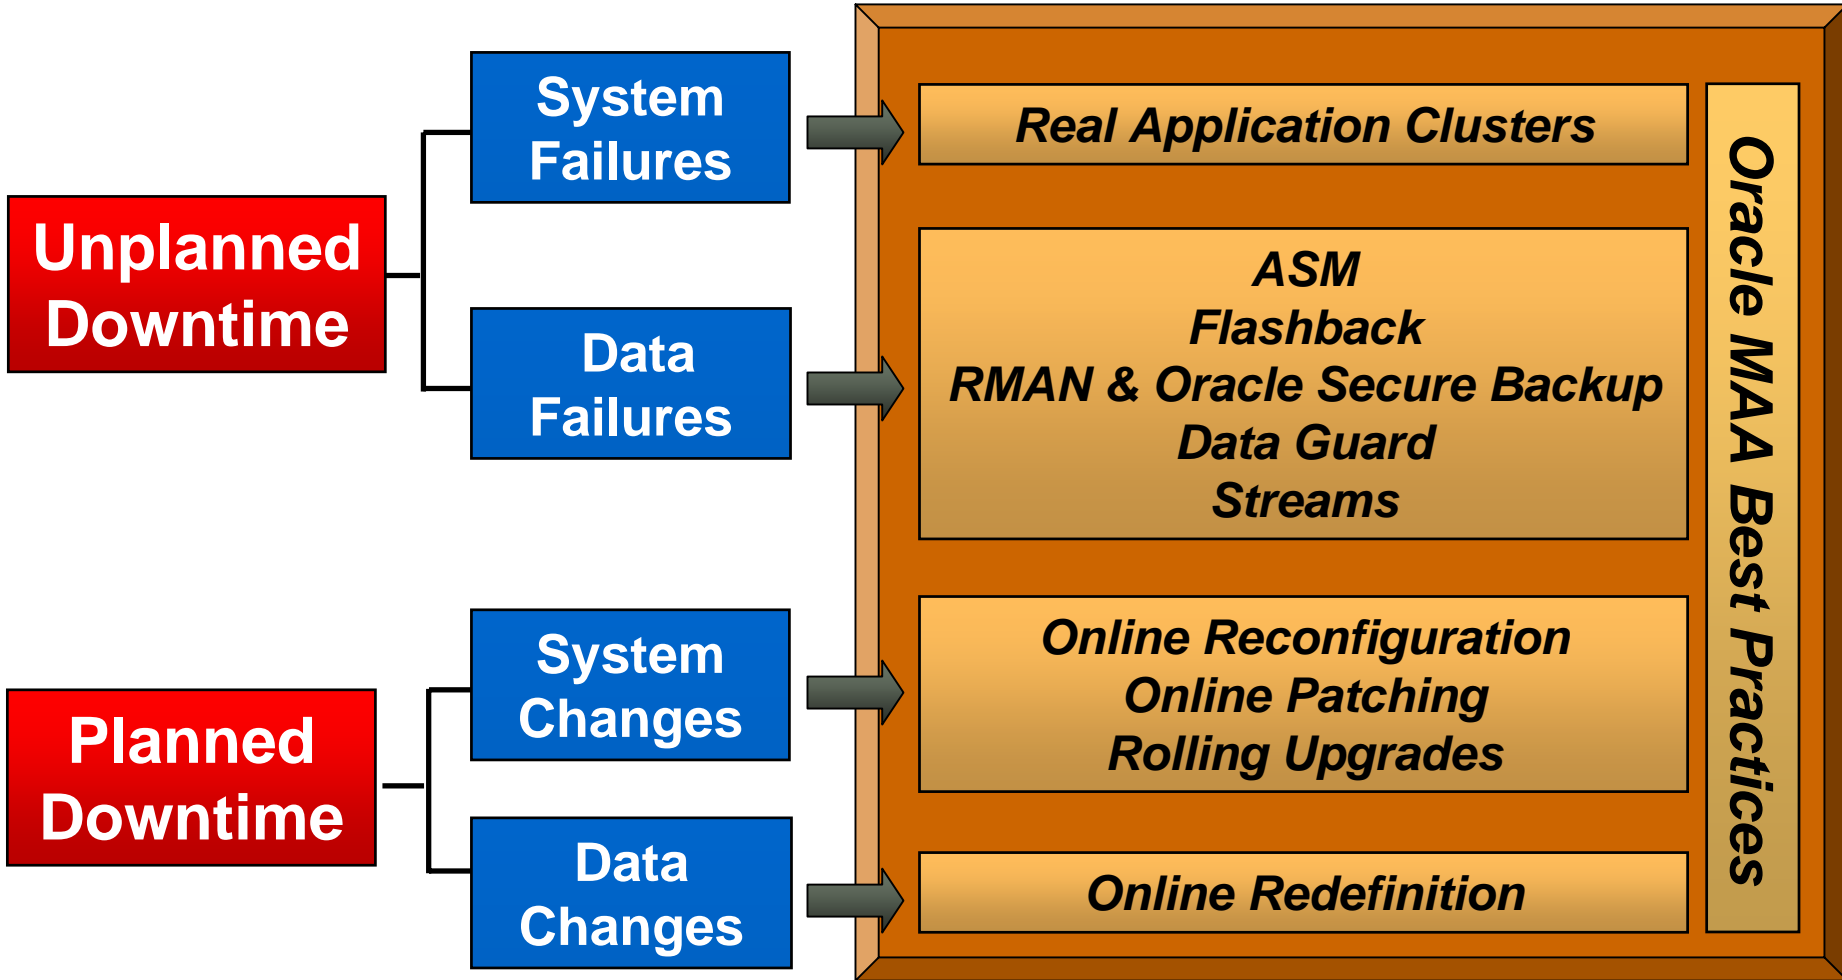 Unplanned
Downtime
System
Failures
Real Application Clusters
Data
Failures
ASM
Flashback
RMAN & Oracle Secure Backup
Data Guard
Streams
Planned
Downtime
System
Changes
Online Reconfiguration
Online Patching
Rolling Upgrades
Data
Changes
Online Redefinition
Oracle MAA Best Practices